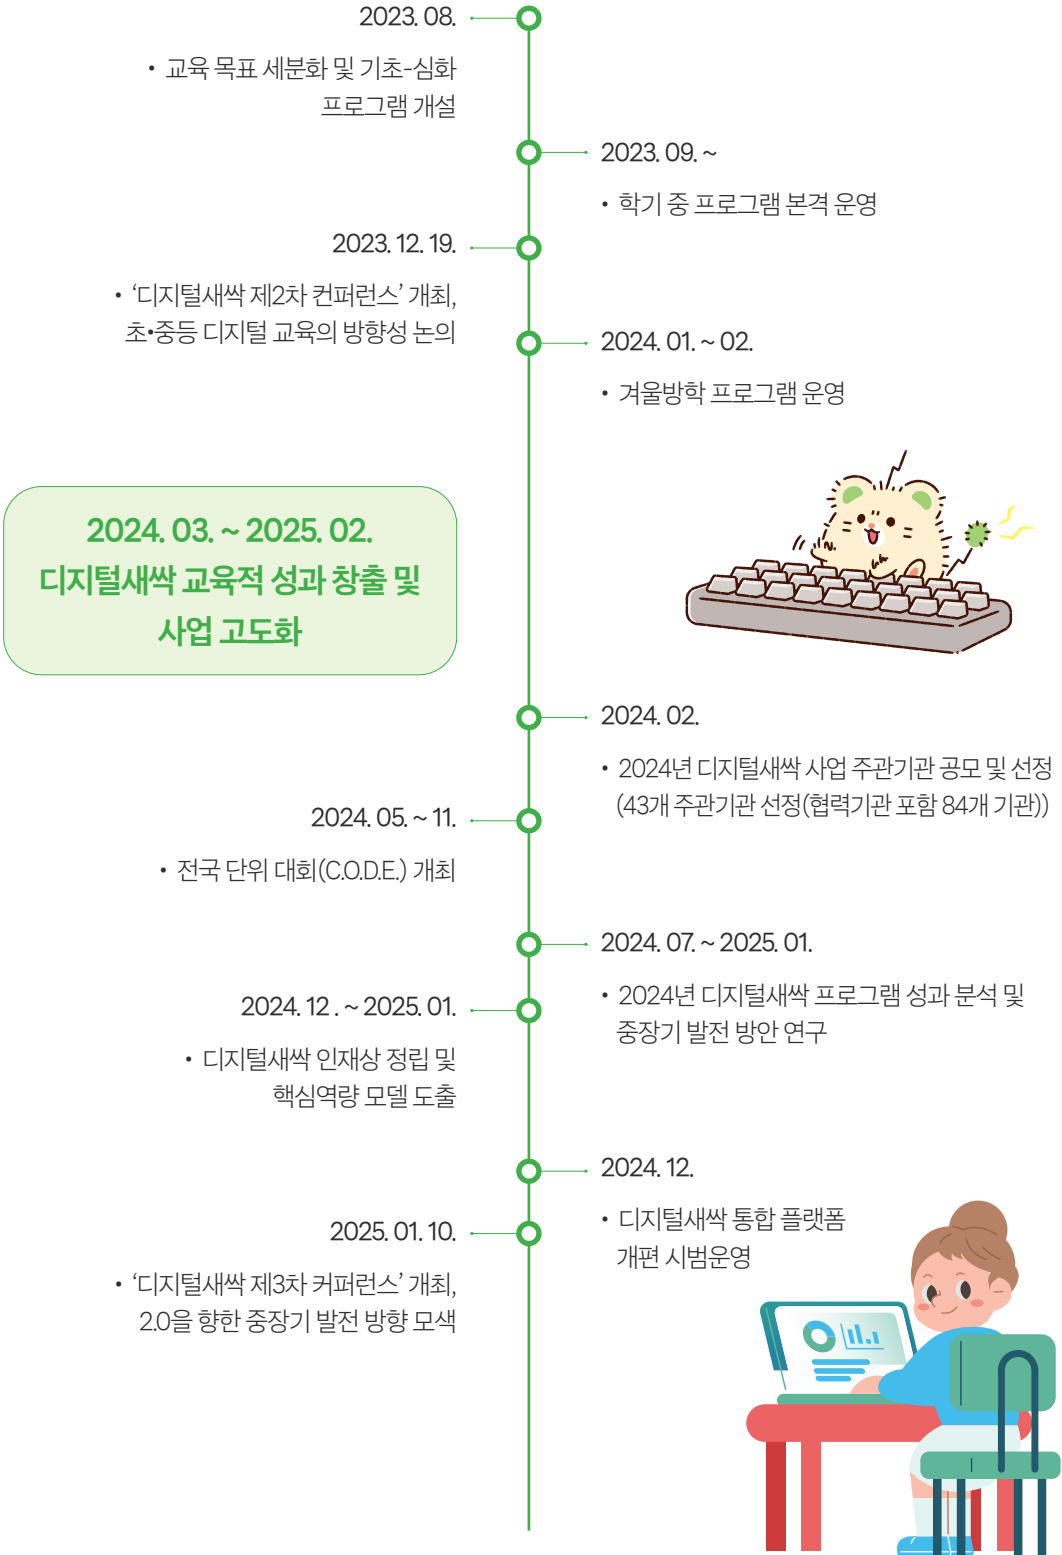 2023. 08.
• 교육 목표 세분화 및 기초-심화
프로그램 개설
2023. 09. ~
• 학기 중 프로그램 본격 운영
2023. 12. 19.
• ‘디지털새싹 제2차 컨퍼런스’ 개최,
초•중등 디지털 교육의 방향성 논의
2024. 01. ~ 02.
• 겨울방학 프로그램 운영
2024. 03. ~ 2025. 02.
디지털새싹 교육적 성과 창출 및
사업 고도화
2024. 02.
• 2024년 디지털새싹 사업 주관기관 공모 및 선정
(43개 주관기관 선정(협력기관 포함 84개 기관))
2024. 05. ~ 11.
• 전국 단위 대회(C.O.D.E.) 개최
2024. 07. ~ 2025. 01.
• 2024년 디지털새싹 프로그램 성과 분석 및
중장기 발전 방안 연구
2024. 12 . ~ 2025. 01.
• 디지털새싹 인재상 정립 및
핵심역량 모델 도출
2024. 12.
• 디지털새싹 통합 플랫폼
개편 시범운영
2025. 01. 10.
• ‘디지털새싹 제3차 커퍼런스’ 개최,
2.0을 향한 중장기 발전 방향 모색